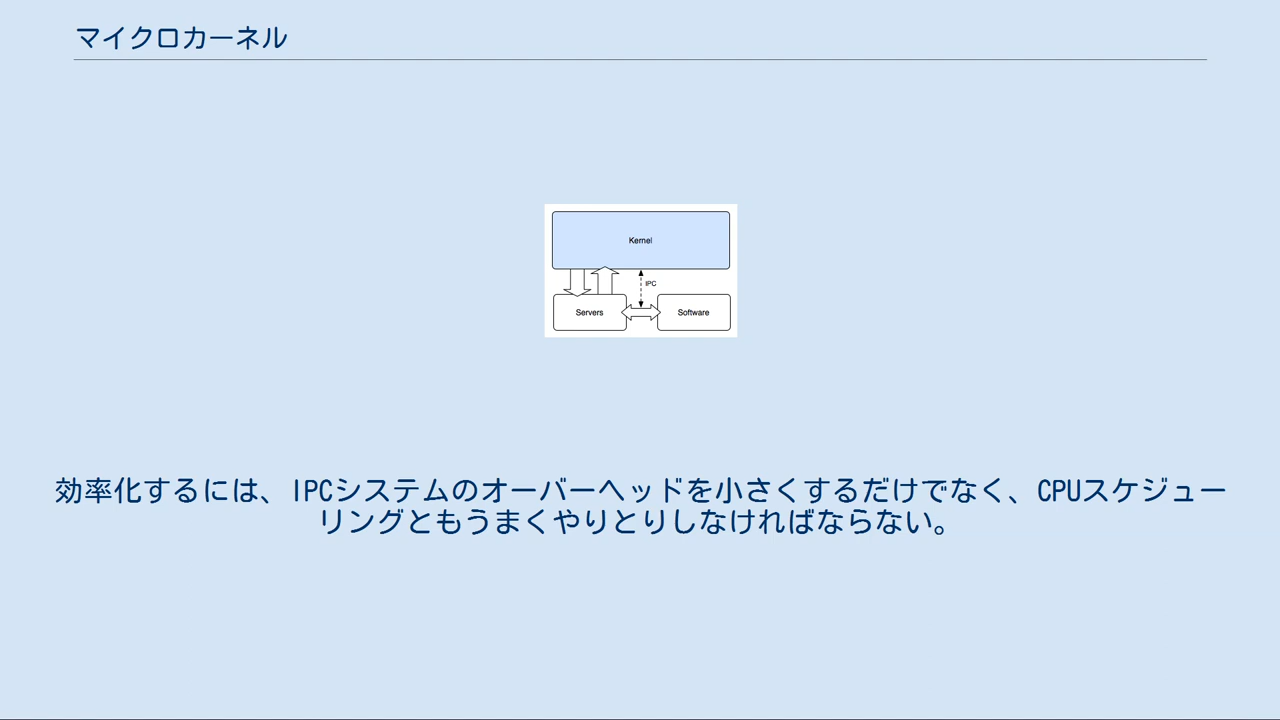 マイクロカーネル
Kernel
IPC
Servers
Software
効率化するには、IPCシステムのオーバーヘッドを小さくするだけでなく、CPUスケジュー
リングともうまくやりとりしなければならない。